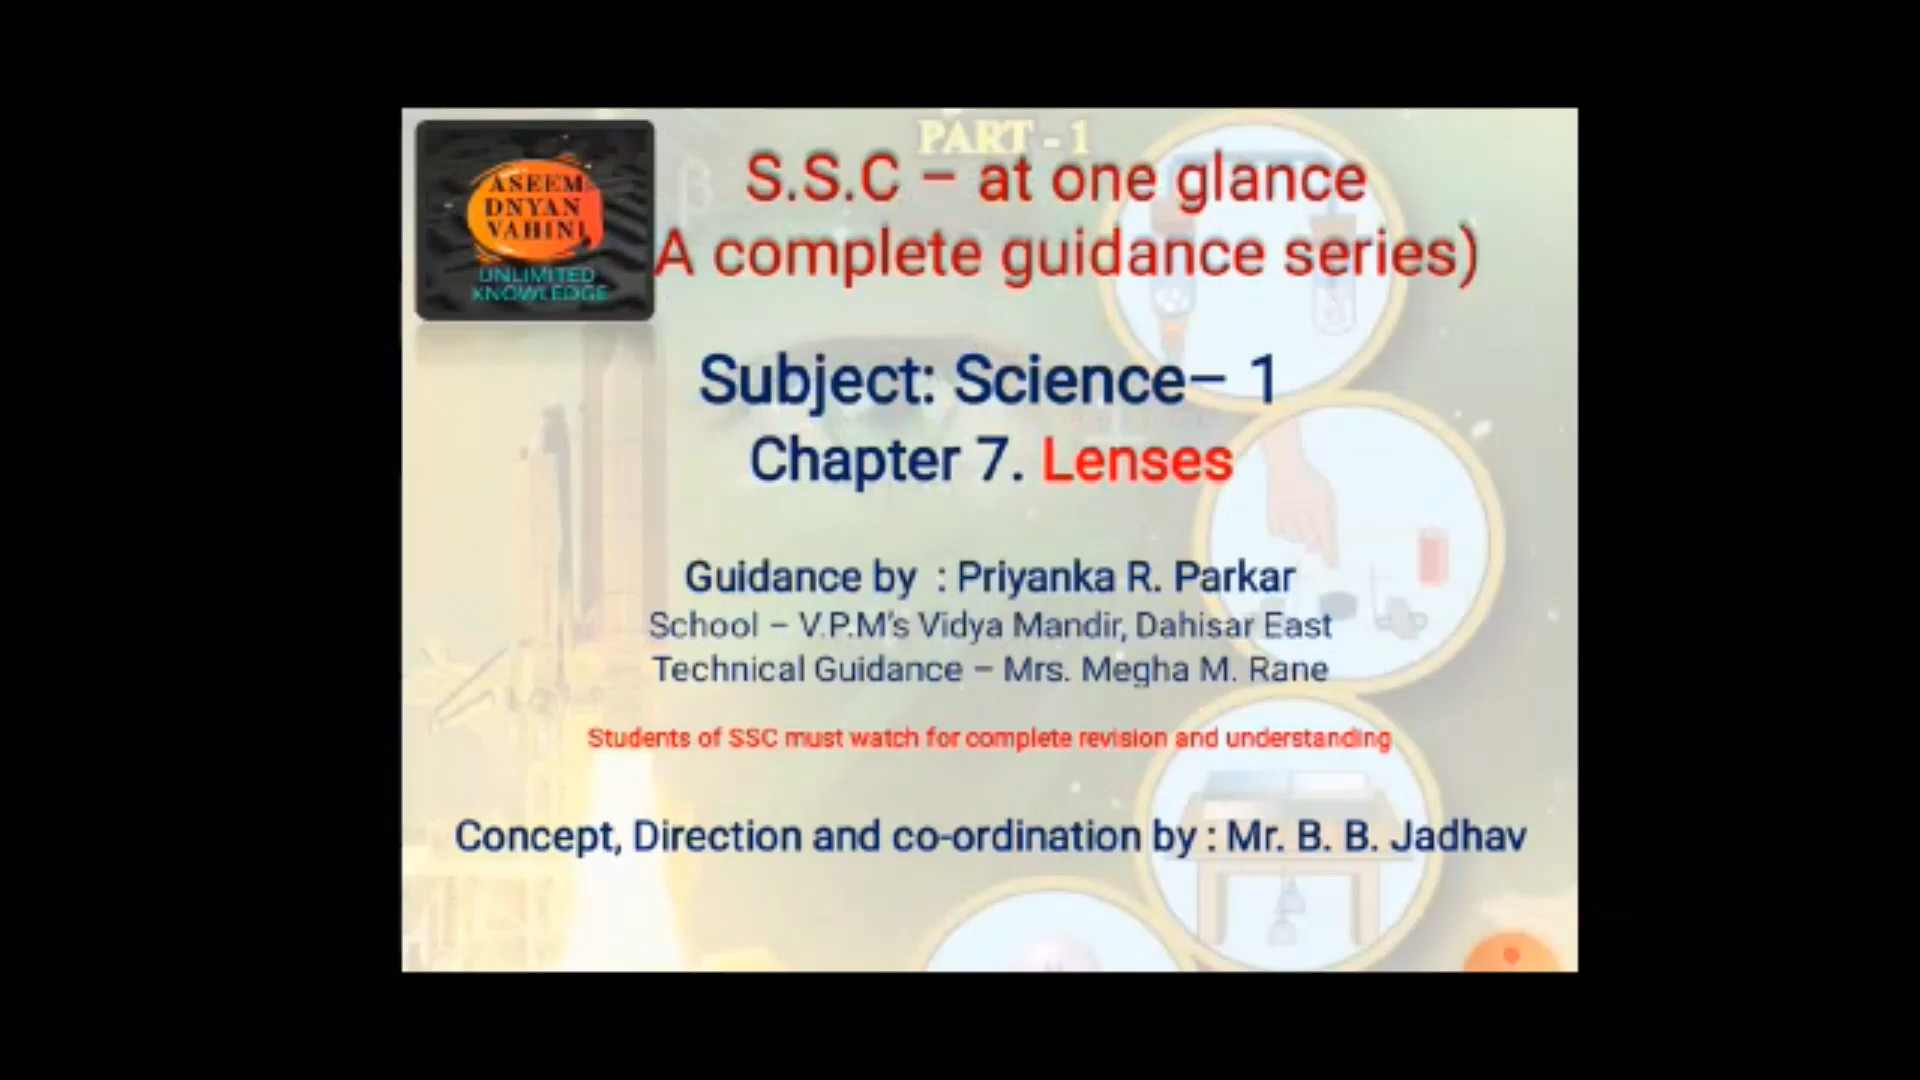 PART - 1
S.S.C – at one glance
A complete guidance series)
ASEEM
DNYAN
VAHINI
UNLIMITED
KNOWLEDGE
Subject: Science– 1
Chapter 7. Lenses
Guidance by : Priyanka R. Parkar
School – V.P.M's Vidya Mandir, Dahisar East
Technical Guidance – Mrs. Megha M. Rane
Students of SSC must watch for complete revision and understanding
Concept, Direction and co-ordination by : Mr. B. B. Jadhav